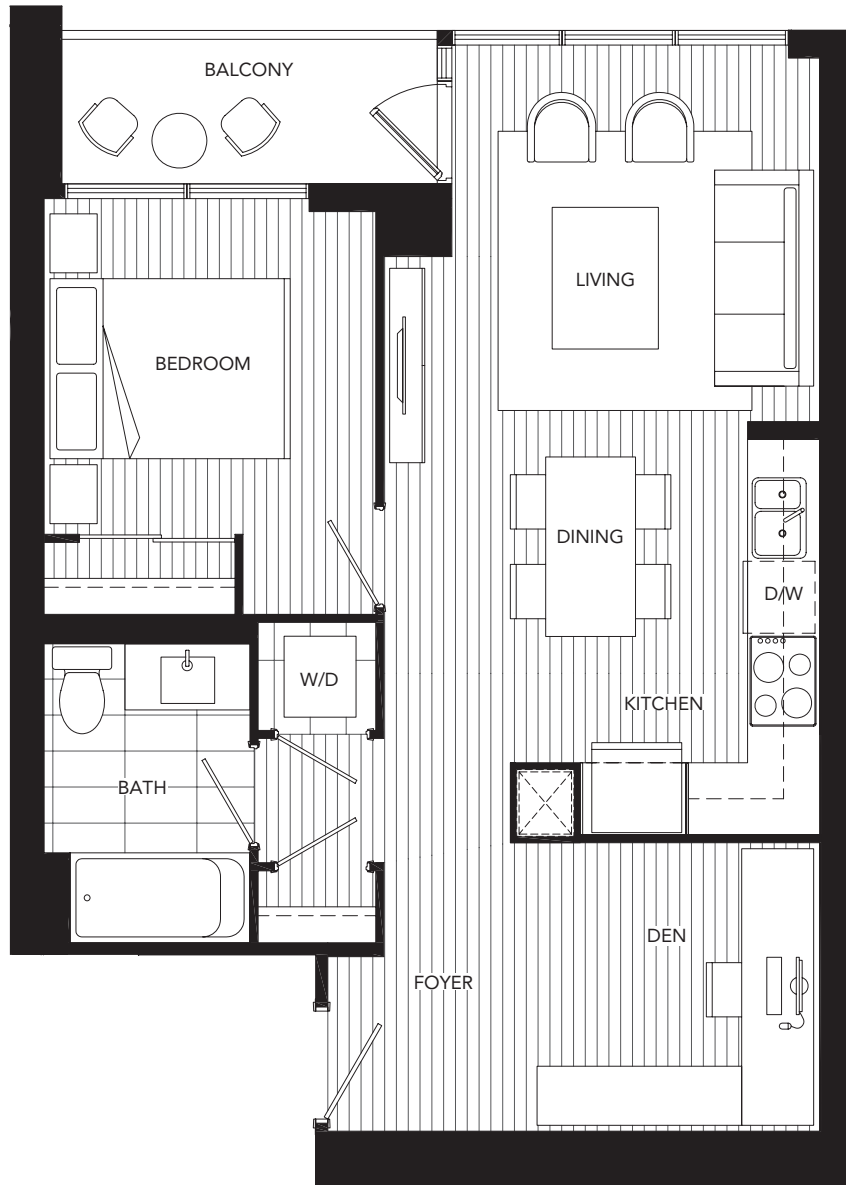 BALCONY
LIVING
BEDROOM
DINING
D/W
W/D
KITCHEN
BATH
DEN
FOYER